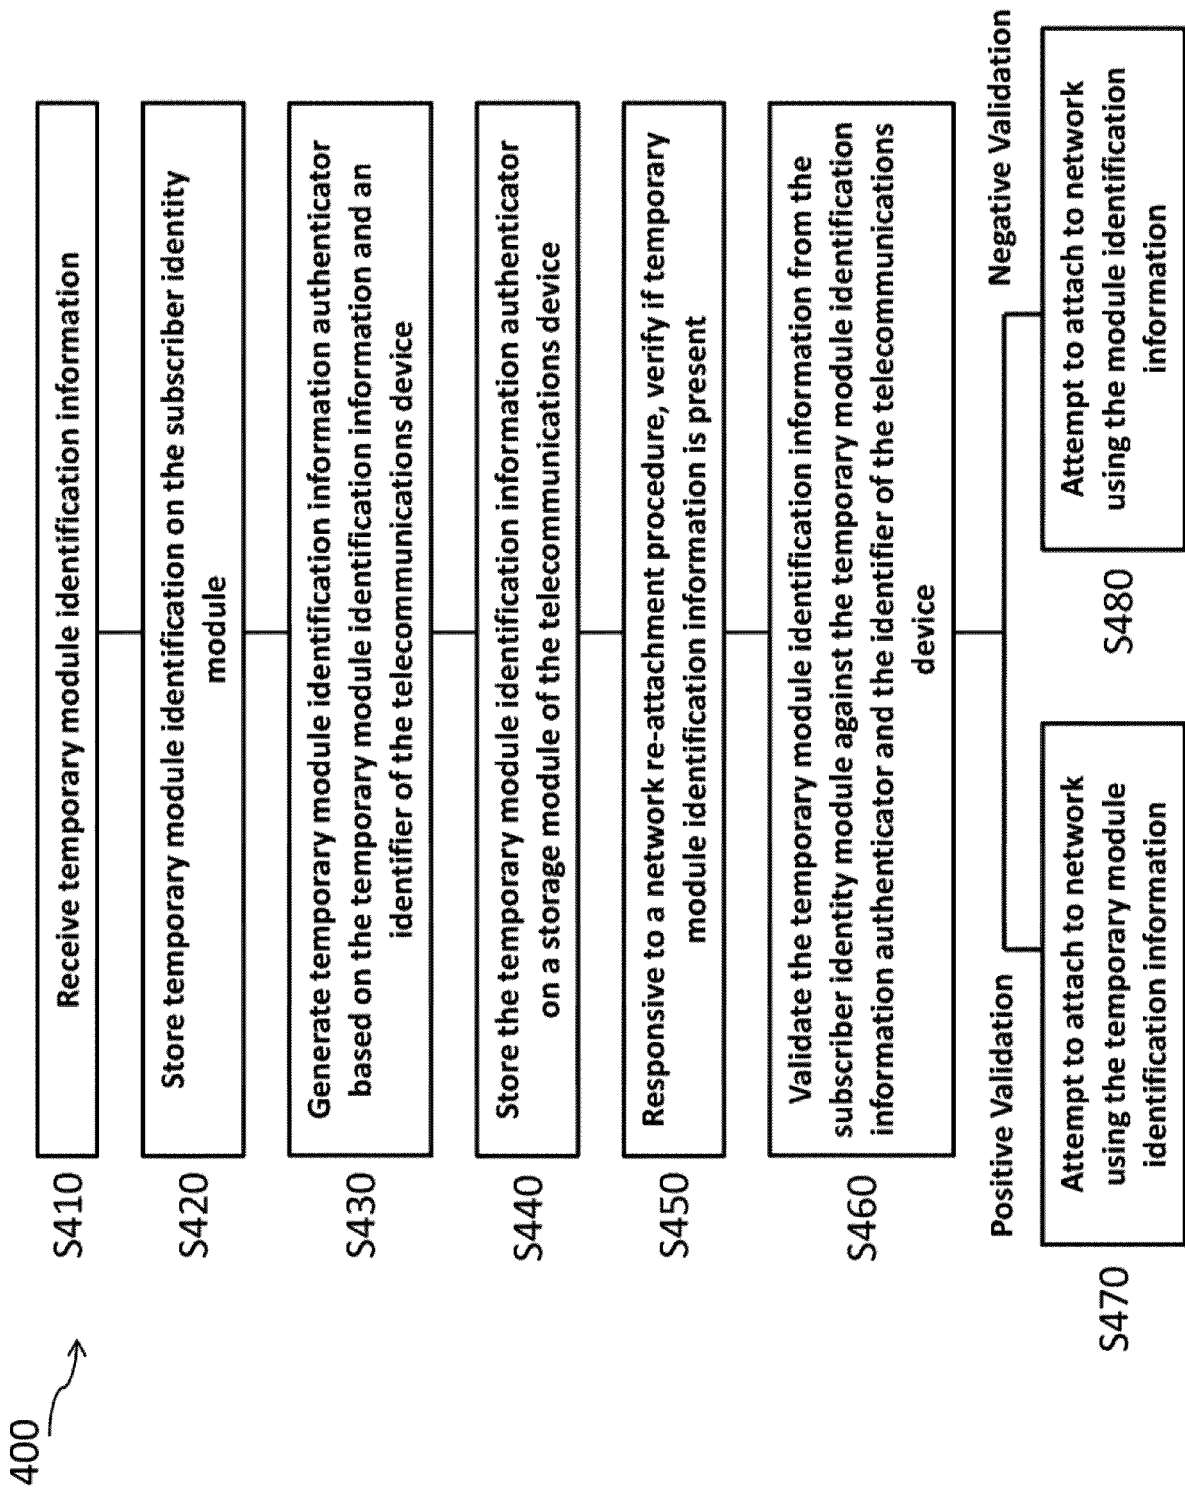 400
S410
Receive temporary module identification information
S420
Store temporary module identification on the subscriber identity
module
S430
Generate temporary module identification information authenticator
based on the temporary module identification information and an
identifier of the telecommunications device
S440
Store the temporary module identification information authenticator
on a storage module of the telecommunications device
S450
Responsive to a network re-attachment procedure, verify if temporary
module identification information is present
S460
Validate the temporary module identification information from the
subscriber identity module against the temporary module identification
information authenticator and the identifier of the telecommunications
device
Positive Validation
Negative Validation
S470
Attempt to attach to network
using the temporary module
identification information
S480
Attempt to attach to network
using the module identification
information